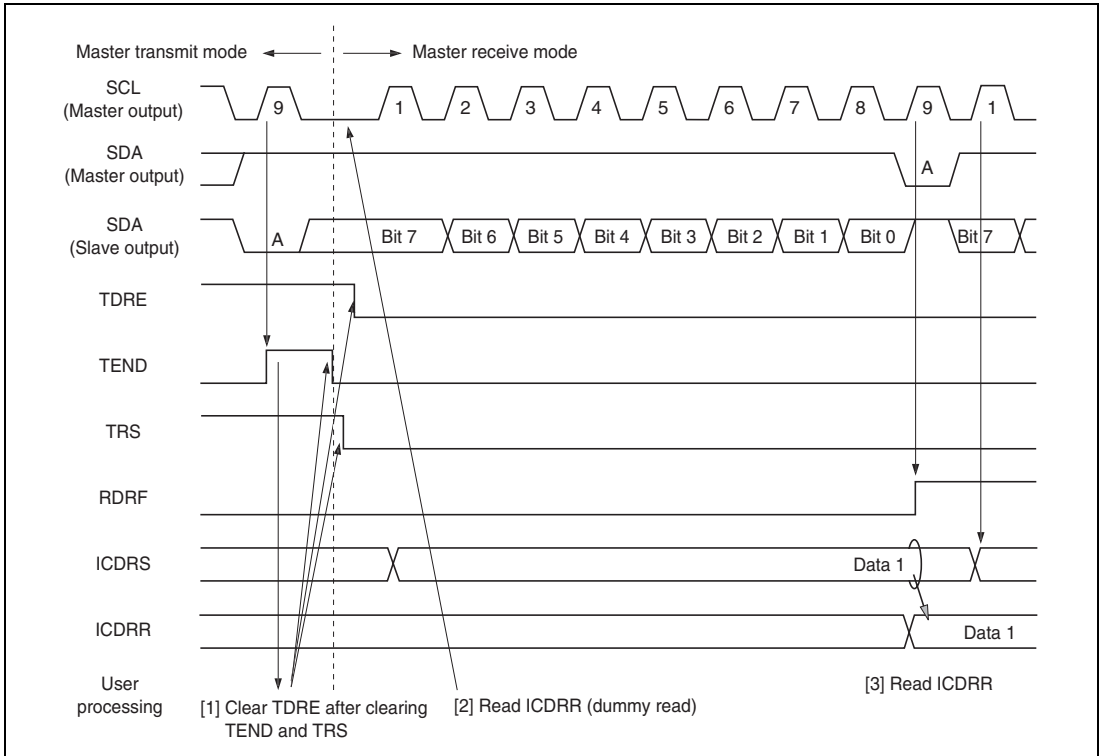 Master transmit mode Master receive mode
SCL
(Master output)
9 1 2 3 4 5 6 7 8 9 1
SDA
(Master output)
A
SDA
(Slave output)
A Bit 7 Bit 6 Bit 5 Bit 4 Bit 3 Bit 2 Bit 1 Bit 0 Bit 7
TDRE
TEND
TRS
RDRF
ICDRS
Data 1
ICDRR
Data 1
User
processing
[1] Clear TDRE after clearing
TEND and TRS
[2] Read ICDRR (dummy read)
[3] Read ICDRR